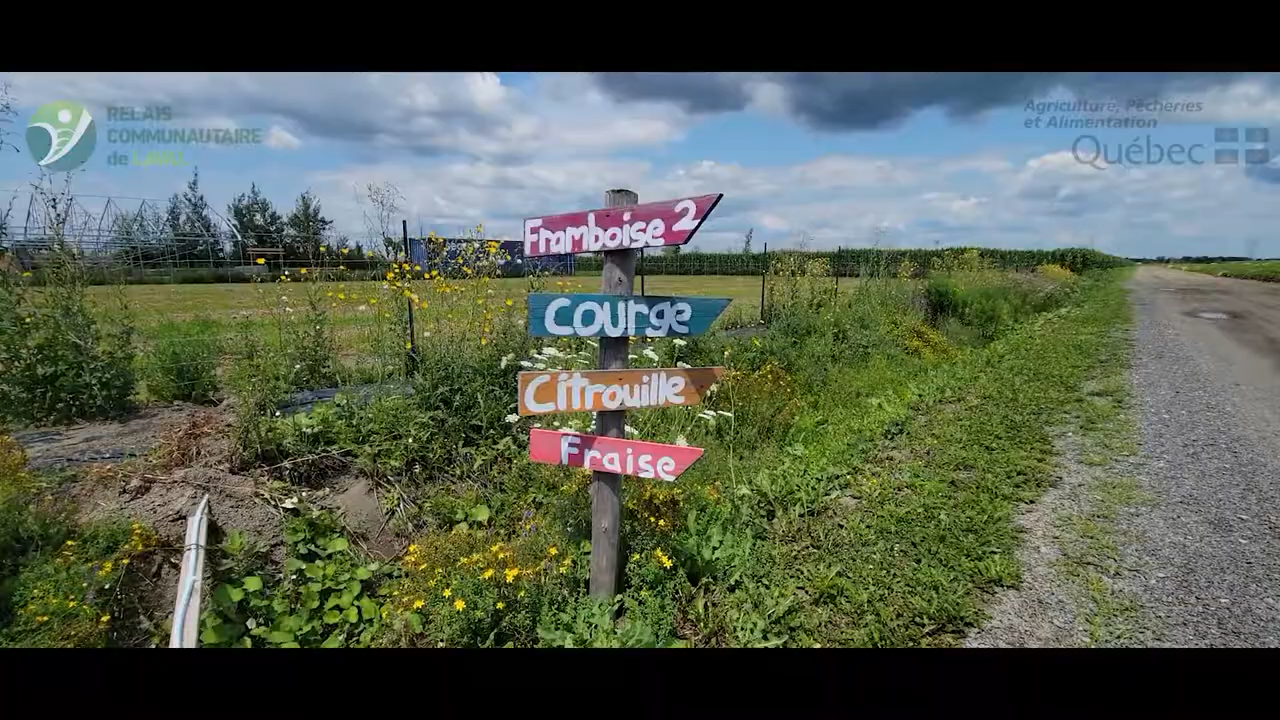 RELAIS
COMMUNAUTAIRE
de LAVAL
Agriculture, Pêcheries
et Alimentation
Québec
Framboise 2
Courge
Citrouille
Fraise